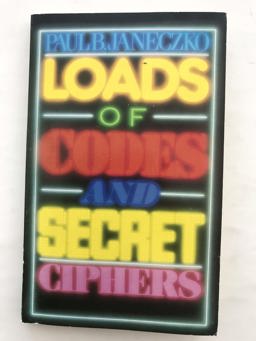 PAUL B. JANECZKO
LOADS
OF
CODES
AND
SECRET
CIPHERS